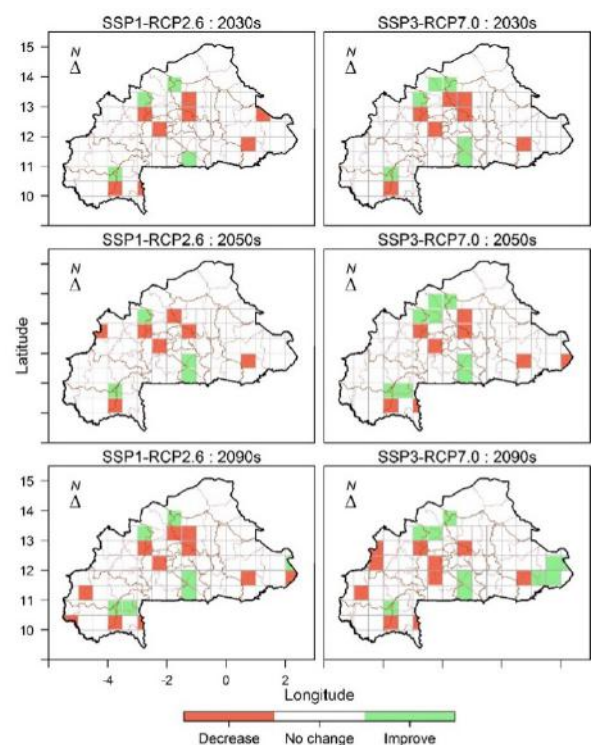 SSP1-RCP2.6 : 2030s
SSP3-RCP7.0 : 2030s
15
14
13
12
11
10
N
Δ
N
Δ
SSP1-RCP2.6 : 2050s
SSP3-RCP7.0 : 2050s
Latitude
N
Δ
N
Δ
SSP1-RCP2.6 : 2090s
SSP3-RCP7.0 : 2090s
15
14
13
12
11
10
N
Δ
N
Δ
-4 -2 0 2
Longitude
Decrease No change Improve